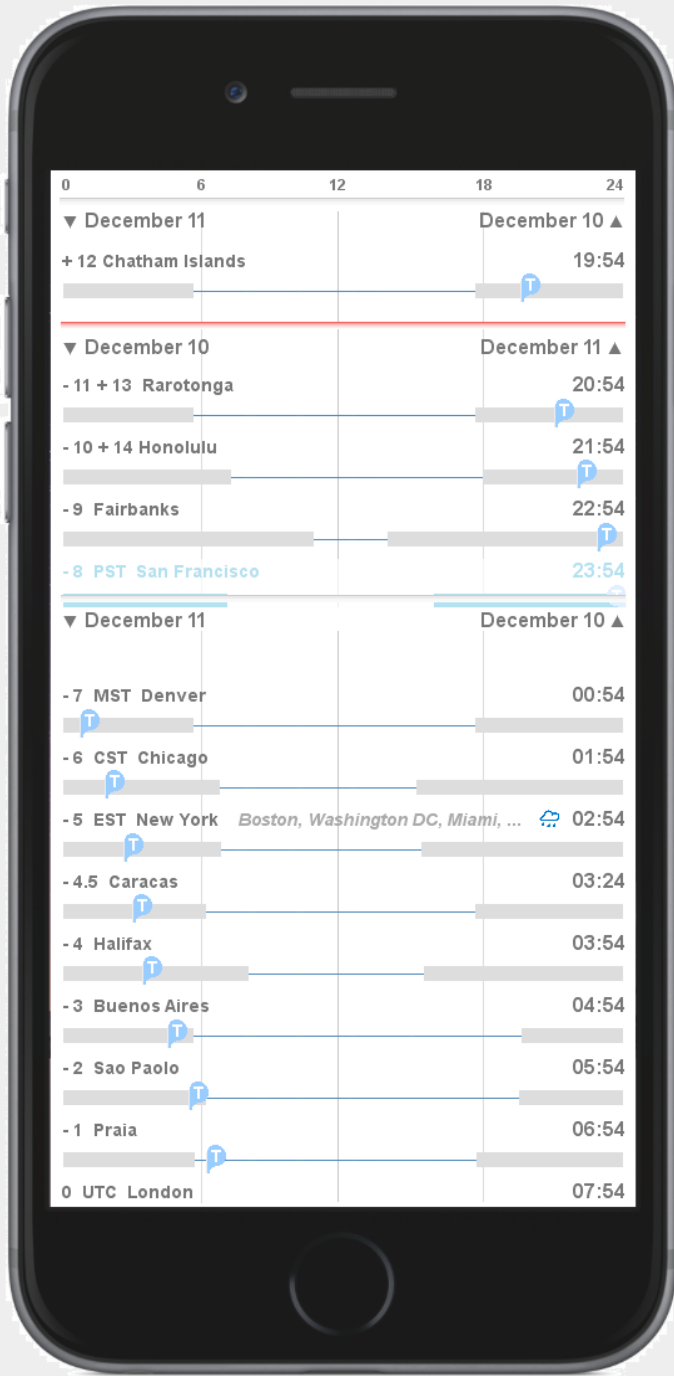 0 6 12 18 24
▼ December 11 December 10 ▲
+ 12 Chatham Islands 19:54
T
▼ December 10 December 11 ▲
- 11 + 13 Rarotonga 20:54
T
- 10 + 14 Honolulu 21:54
T
- 9 Fairbanks 22:54
T
- 8 PST San Francisco 23:54
▼ December 11 December 10 ▲
- 7 MST Denver 00:54
T
- 6 CST Chicago 01:54
T
- 5 EST New York Boston, Washington DC, Miami, ... 02:54
T
- 4.5 Caracas 03:24
T
- 4 Halifax 03:54
T
- 3 Buenos Aires 04:54
T
- 2 Sao Paolo 05:54
T
- 1 Praia 06:54
T
0 UTC London 07:54